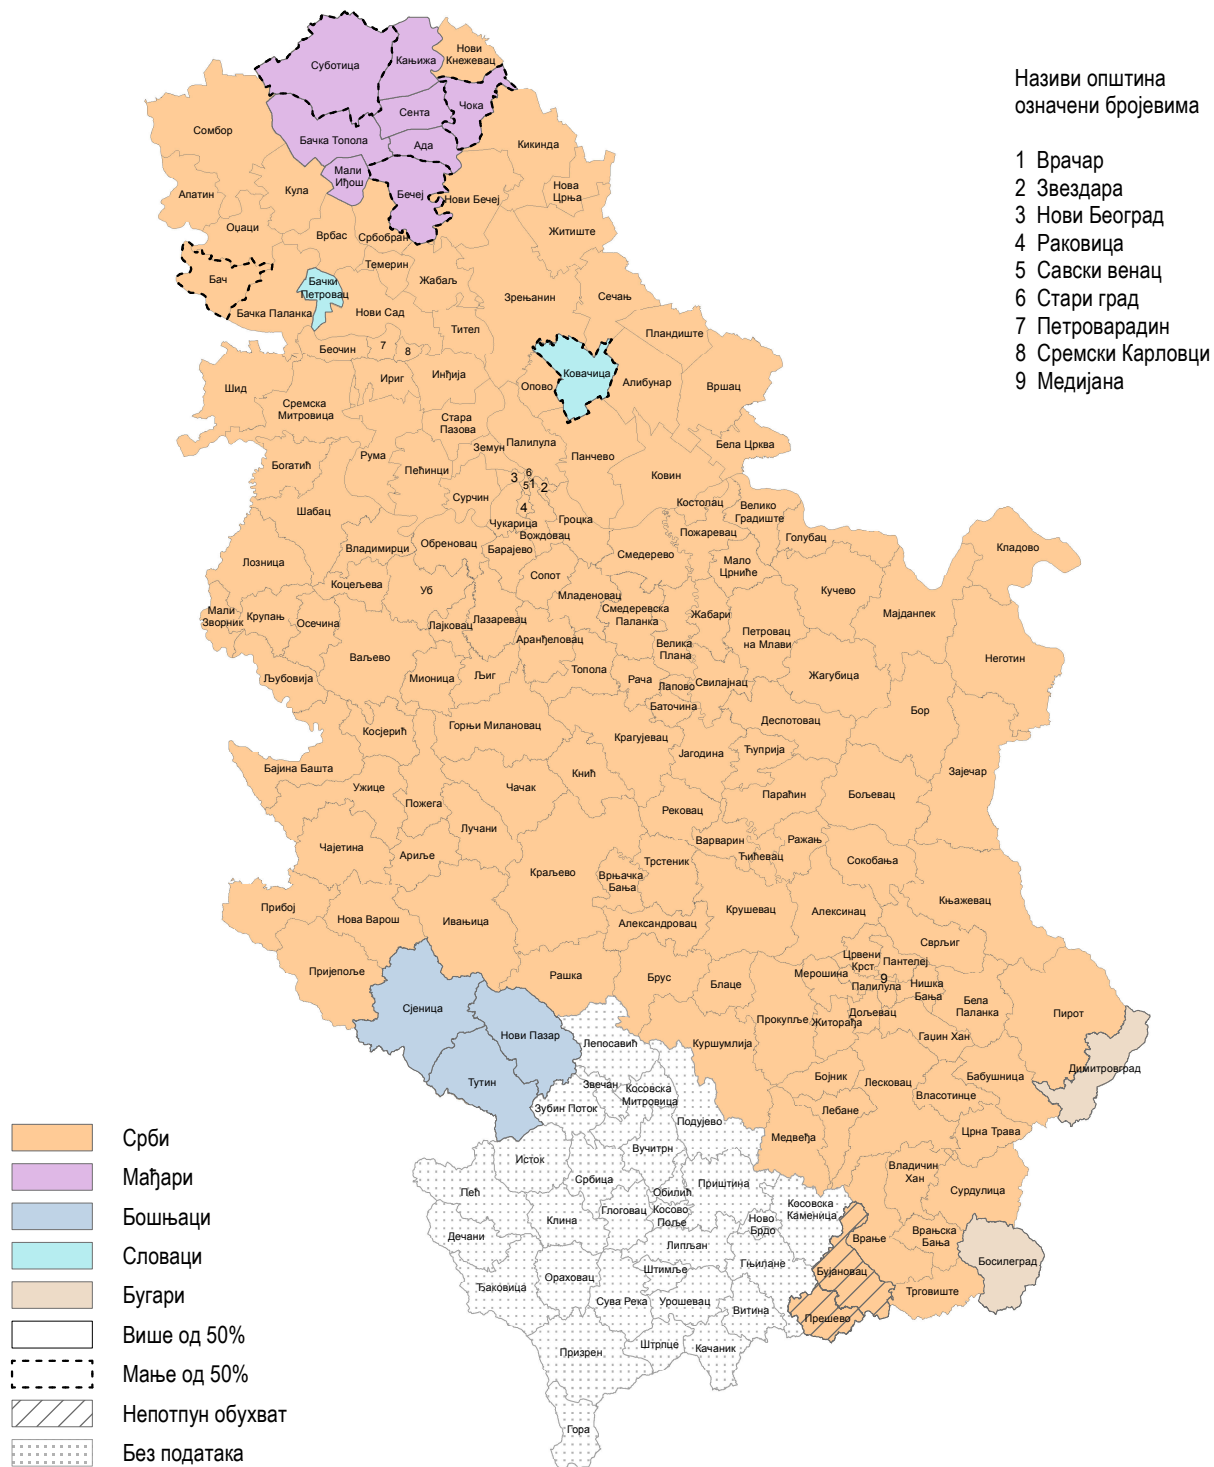 Називи општина
означени бројевима
1 Врачар
2 Звездара
3 Нови Београд
4 Раковица
5 Савски венац
6 Стари град
7 Петроварадин
8 Сремски Карловци
9 Медијана
Суботица
Кањижа
Нови
Кнежевац
Сента
Чока
Сомбор
Бачка Топола
Ада
Кикинда
Мали
Иђош
Апатин
Кула
Бечеј
Нови Бечеј
Нова
Црња
Оџаци
Врбас
Србобран
Житиште
Бач
Темерин
Жабаљ
Бачки
Петровац
Зрењанин
Сечањ
Бачка Паланка
Нови Сад
Тител
Пландиште
Беочин
7
8
Шид
Ириг
Инђија
Опово
Ковачица
Алибунар
Вршац
Сремска
Митровица
Стара
Пазова
Земун
Палилула
Панчево
Бела Црква
Богатић
Рума
Пећинци
Сурчин
3
6
5
1
2
4
Ковин
Костолац
Велико
Градиште
Шабац
Чукарица
Вождовац
Гроцка
Пожаревац
Голубац
Кладово
Владимирци
Обреновац
Барајево
Смедерево
Мало
Црниће
Лозница
Коцељева
Уб
Сопот
Кучево
Мајданпек
Мали
Зворник
Крупањ
Осечина
Лајковац
Лазаревац
Младеновац
Смедеревска
Паланка
Жабари
Петровац
на Млави
Аранђеловац
Велика
Плана
Ваљево
Неготин
Љубовија
Мионица
Љиг
Топола
Рача
Лапово
Свилајнац
Жагубица
Баточина
Бор
Косјерић
Горњи Милановац
Крагујевац
Деспотовац
Јагодина
Ћуприја
Бајина Башта
Ужице
Кнић
Зајечар
Пожега
Чачак
Параћин
Бољевац
Рековац
Лучани
Чајетина
Ариље
Варварин
Ражањ
Ћићевац
Сокобања
Краљево
Врњачка
Бања
Трстеник
Прибој
Нова Варош
Ивањица
Крушевац
Алексинац
Књажевац
Александровац
Сврљиг
Пријепоље
Рашка
Брус
Блаце
Мерошина
Црвени
Крст
Пантелеј
9
Палилула
Нишка
Бања
Бела
Паланка
Пирот
Сјеница
Нови Пазар
Прокупље
Житорађа
Дољевац
Гаџин Хан
Лепосавић
Куршумлија
Тутин
Звечан
Косовска
Митровица
Бојник
Лесковац
Бабушница
Димитровград
Зубин Поток
Подујево
Лебане
Власотинце
Медвеђа
Црна Трава
Вучитрн
Исток
Србица
Приштина
Владичин
Хан
Сурдулица
Пећ
Обилић
Косово
Поље
Глоговац
Клина
Ново
Брдо
Косовска
Каменица
Дечани
Липљан
Врање
Врањска
Бања
Гњилане
Штимље
Бујановац
Босилеград
Ђаковица
Ораховац
Сува Река
Урошевац
Витина
Трговиште
Прешево
Призрен
Штрпце
Качаник
Гора
Срби
Мађари
Бошњаци
Словаци
Бугари
Више од 50%
Мање од 50%
Непотпун обухват
Без података